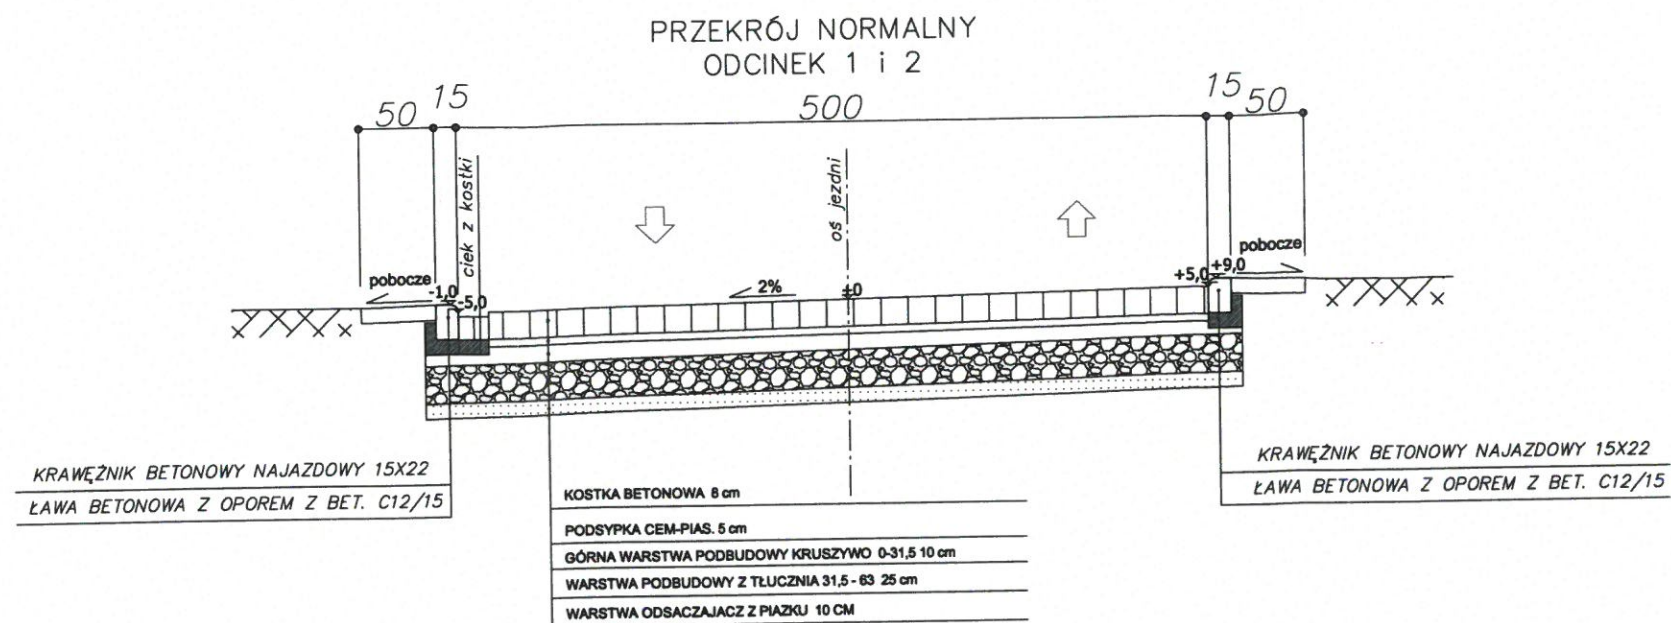 PRZEKRÓJ NORMALNY
ODCINEK 1 i 2
50 15 500 15 50
ciek z kostki
oś jezdni
pobocze
-1,0
-5,0
2%
±0
+5,0
+9,0
pobocze
KRAWĘŻNIK BETONOWY NAJAZDOWY 15X22
ŁAWA BETONOWA Z OPOREM Z BET. C12/15
KRAWĘŻNIK BETONOWY NAJAZDOWY 15X22
ŁAWA BETONOWA Z OPOREM Z BET. C12/15
KOSTKA BETONOWA 8 cm
PODSYPKA CEM-PIAS. 5 cm
GÓRNA WARSTWA PODBUDOWY KRUSZYWO 0-31,5 10 cm
WARSTWA PODBUDOWY Z TŁUCZNIA 31,5 - 63 25 cm
WARSTWA ODSACZAJACZ Z PIAZKU 10 CM